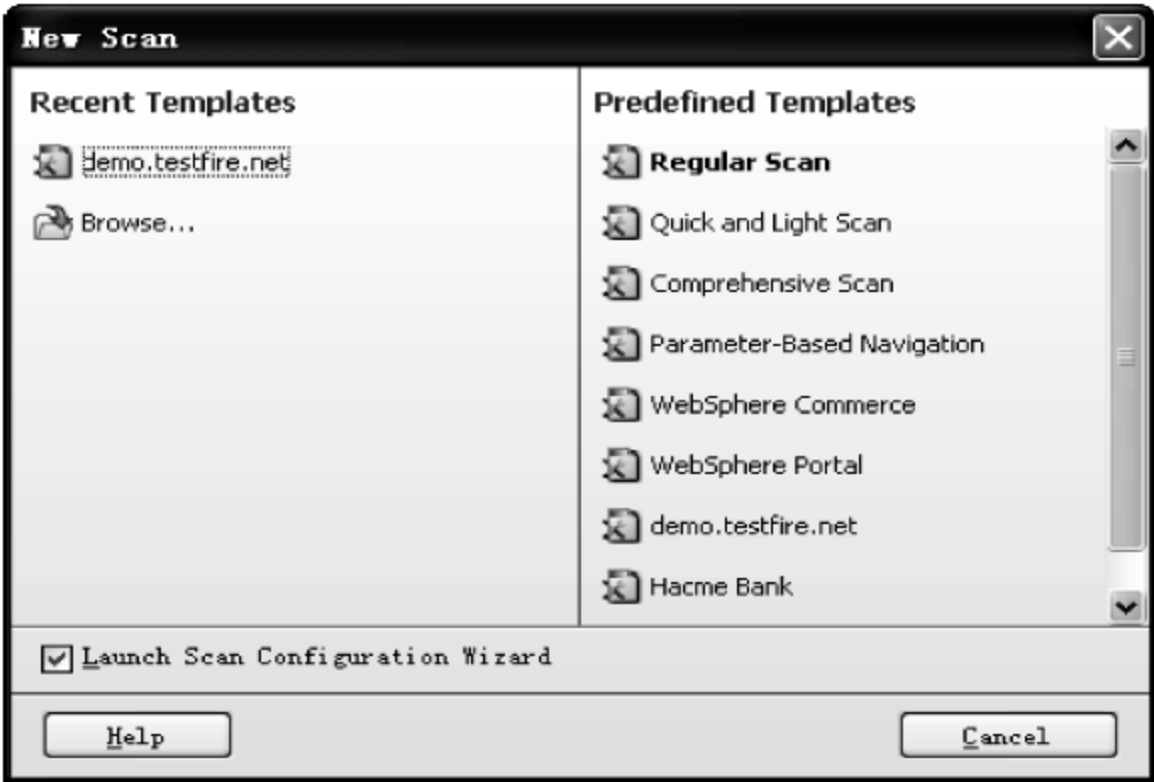 New Scan
Recent Templates
demo.testfire.net
Browse...
Predefined Templates
Regular Scan
Quick and Light Scan
Comprehensive Scan
Parameter-Based Navigation
WebSphere Commerce
WebSphere Portal
demo.testfire.net
Hacme Bank
Launch Scan Configuration Wizard
Help
Cancel